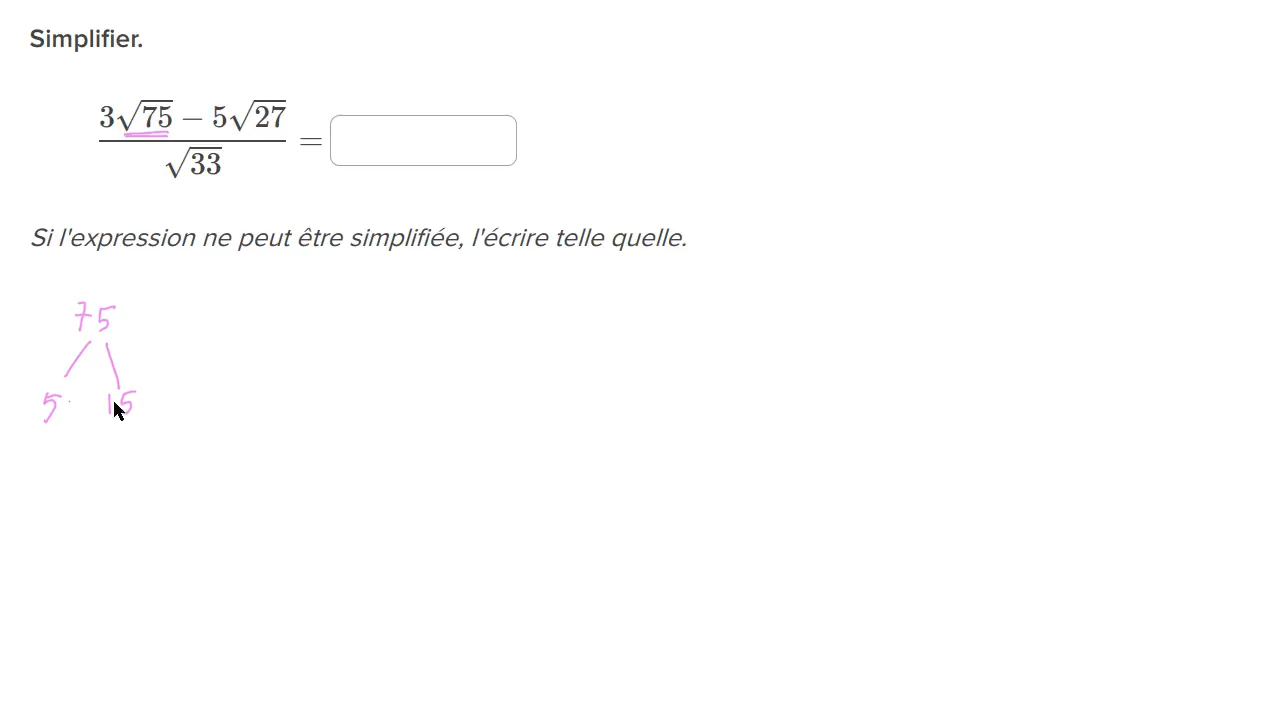 Simplifier.
3√75 − 5√27
=
√33
Si l'expression ne peut être simplifiée, l'écrire telle quelle.
75
5 15